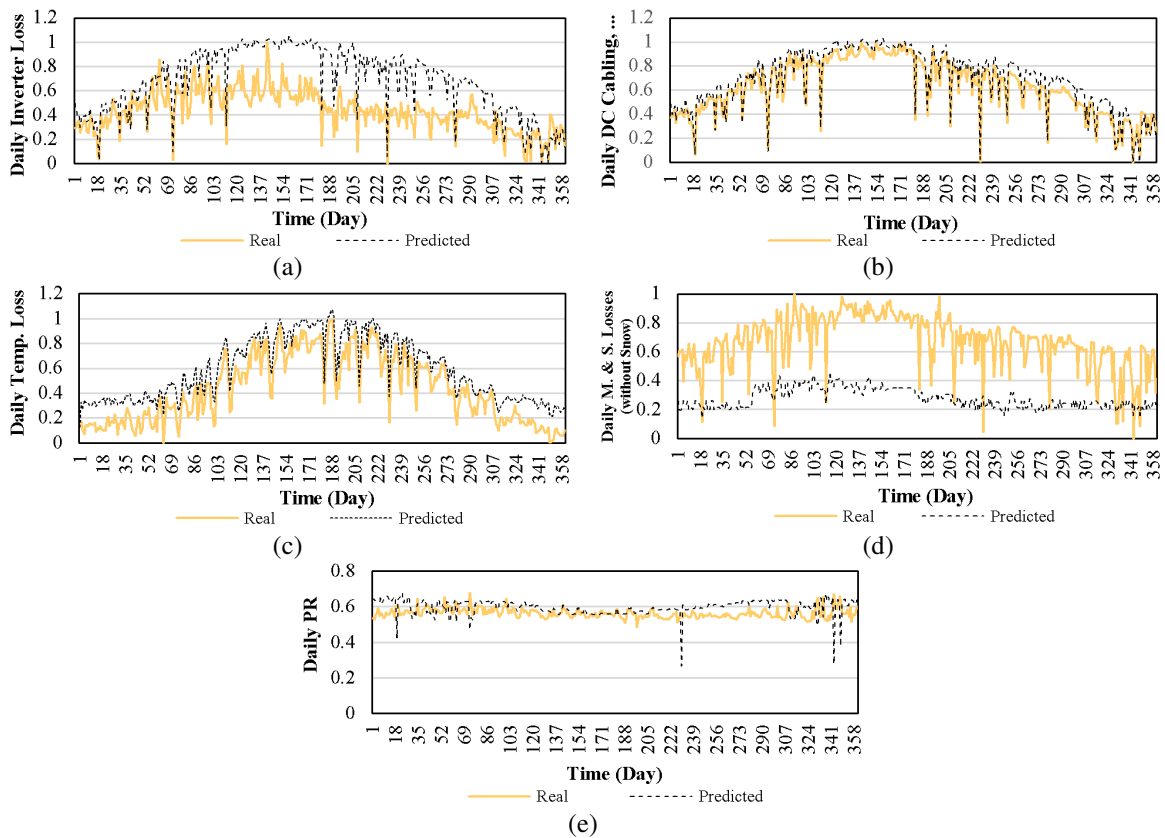 Daily Inverter Loss
1.2
1
0.8
0.6
0.4
0.2
0
1 18 35 52 69 86 103 120 137 154 171 188 205 222 239 256 273 290 307 324 341 358
Time (Day)
Real Predicted
(a)
Daily DC Cabling, ...
1.2
1
0.8
0.6
0.4
0.2
0
1 18 35 52 69 86 103 120 137 154 171 188 205 222 239 256 273 290 307 324 341 358
Time (Day)
Real Predicted
(b)
Daily Temp. Loss
1.2
1
0.8
0.6
0.4
0.2
0
1 18 35 52 69 86 103 120 137 154 171 188 205 222 239 256 273 290 307 324 341 358
Time (Day)
Real Predicted
(c)
Daily M. & S. Losses
(without Snow)
1
0.8
0.6
0.4
0.2
0
1 18 35 52 69 86 103 120 137 154 171 188 205 222 239 256 273 290 307 324 341 358
Time (Day)
Real Predicted
(d)
Daily PR
0.8
0.6
0.4
0.2
0
1 18 35 52 69 86 103 120 137 154 171 188 205 222 239 256 273 290 307 324 341 358
Time (Day)
Real Predicted
(e)